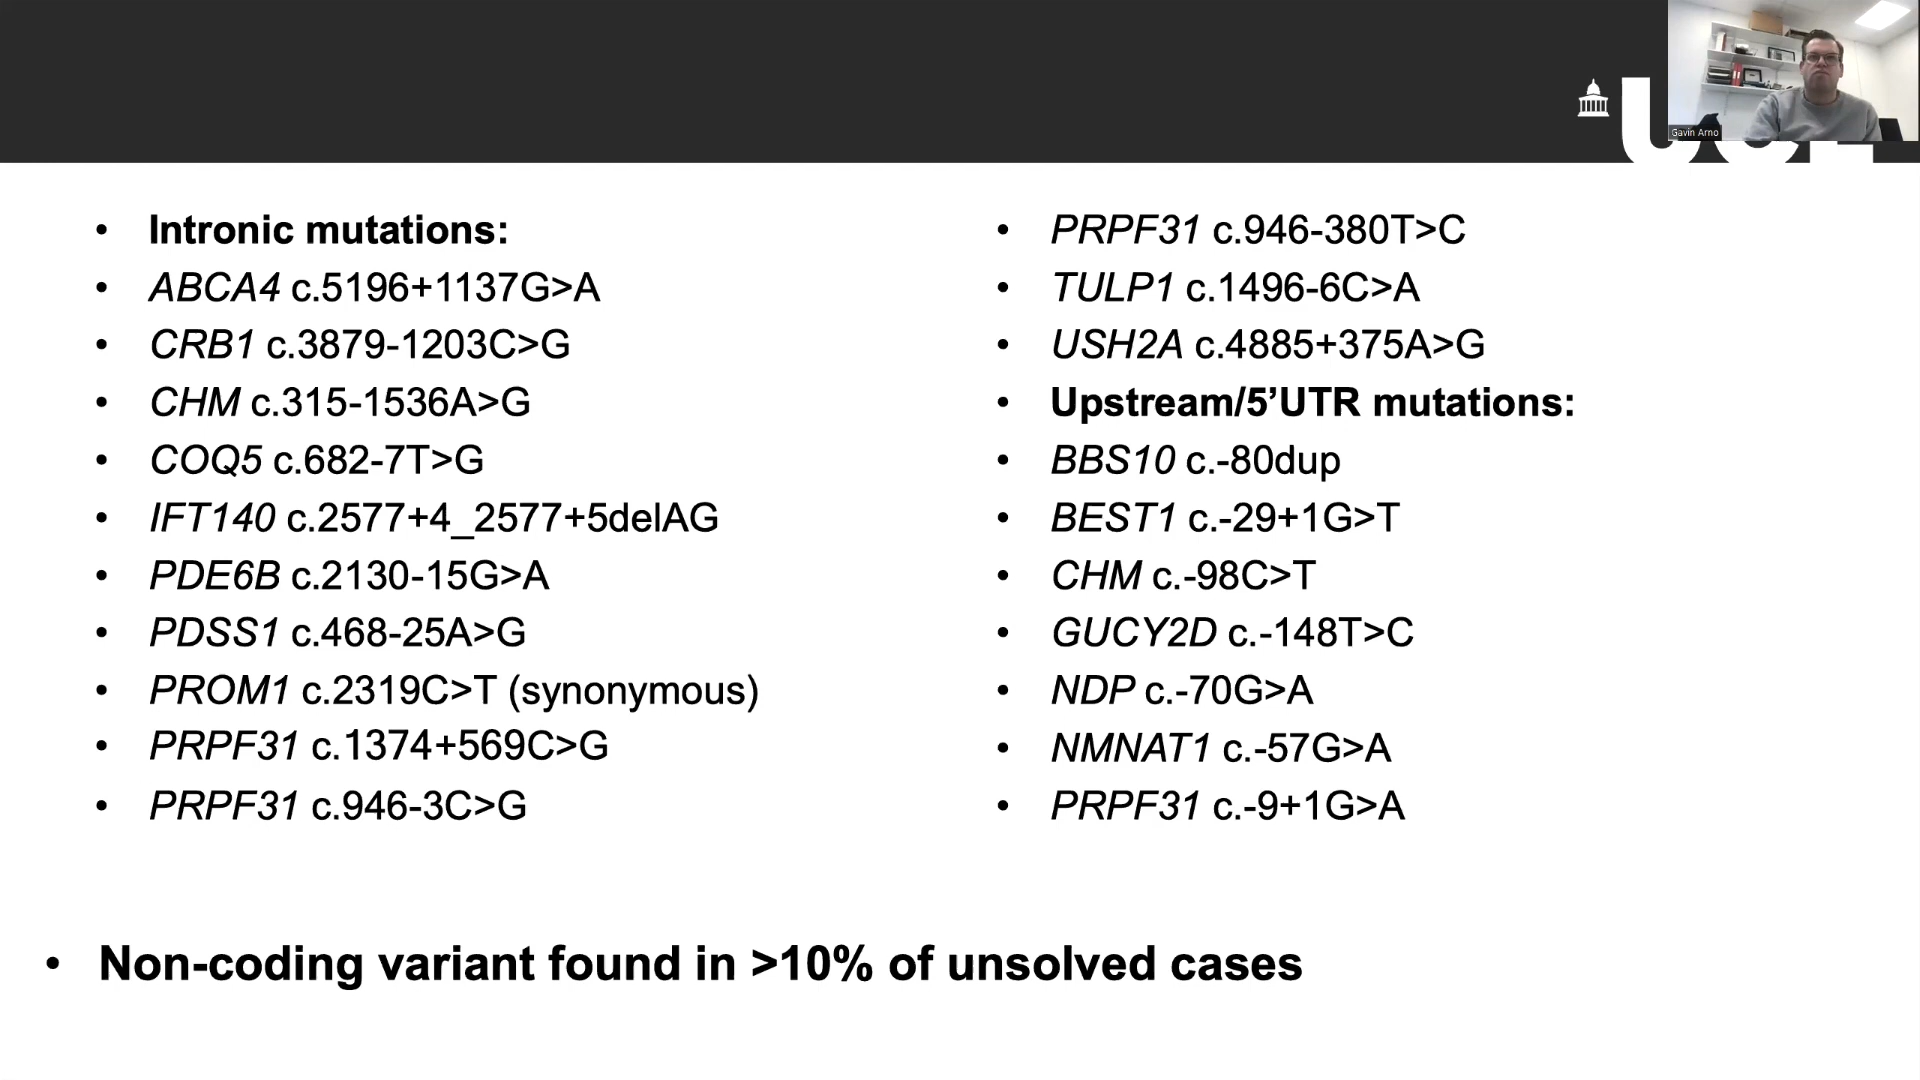 Gavin Arno
• Intronic mutations:
• ABCA4 c.5196+1137G>A
• CRB1 c.3879-1203C>G
• CHM c.315-1536A>G
• COQ5 c.682-7T>G
• IFT140 c.2577+4_2577+5delAG
• PDE6B c.2130-15G>A
• PDSS1 c.468-25A>G
• PROM1 c.2319C>T (synonymous)
• PRPF31 c.1374+569C>G
• PRPF31 c.946-3C>G
• PRPF31 c.946-380T>C
• TULP1 c.1496-6C>A
• USH2A c.4885+375A>G
• Upstream/5’UTR mutations:
• BBS10 c.-80dup
• BEST1 c.-29+1G>T
• CHM c.-98C>T
• GUCY2D c.-148T>C
• NDP c.-70G>A
• NMNAT1 c.-57G>A
• PRPF31 c.-9+1G>A
• Non-coding variant found in >10% of unsolved cases